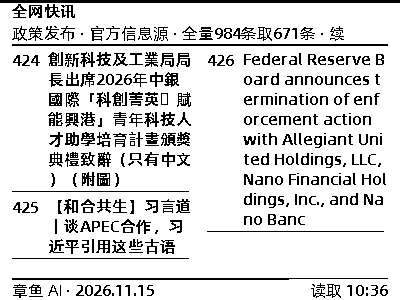 全网快讯
政策发布 · 官方信息源 · 全量984条取671条 · 续
424 創新科技及工業局局
長出席2026年中銀
國際「科創菁英▯ 賦
能興港」青年科技人
才助學培育計畫頒獎
典禮致辭（只有中文
）（附圖）
425 【和合共生】习言道
｜谈APEC合作，习
近平引用这些古语
426 Federal Reserve B
oard announces t
ermination of enf
orcement action
with Allegiant Uni
ted Holdings, LLC,
Nano Financial Hol
dings, Inc., and Na
no Banc
章鱼 AI · 2026.11.15
读取 10:36